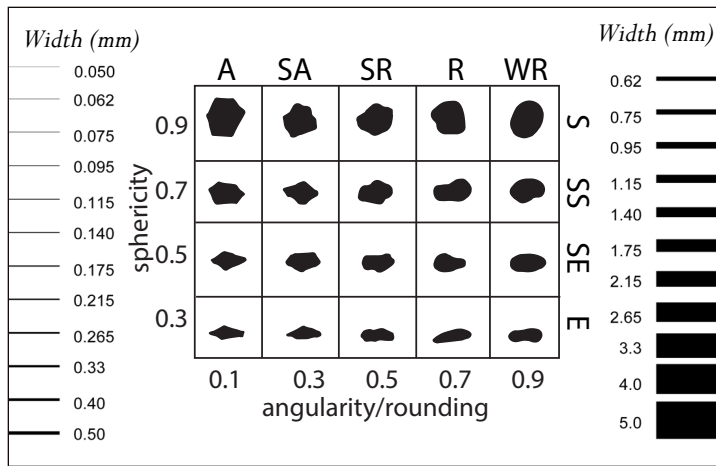 Width (mm)
0.050
0.062
0.075
0.095
0.115
0.140
0.175
0.215
0.265
0.33
0.40
0.50
A SA SR R WR
sphericity
0.9
0.7
0.5
0.3
S
SS
SE
E
0.1 0.3 0.5 0.7 0.9
angularity/rounding
Width (mm)
0.62
0.75
0.95
1.15
1.40
1.75
2.15
2.65
3.3
4.0
5.0